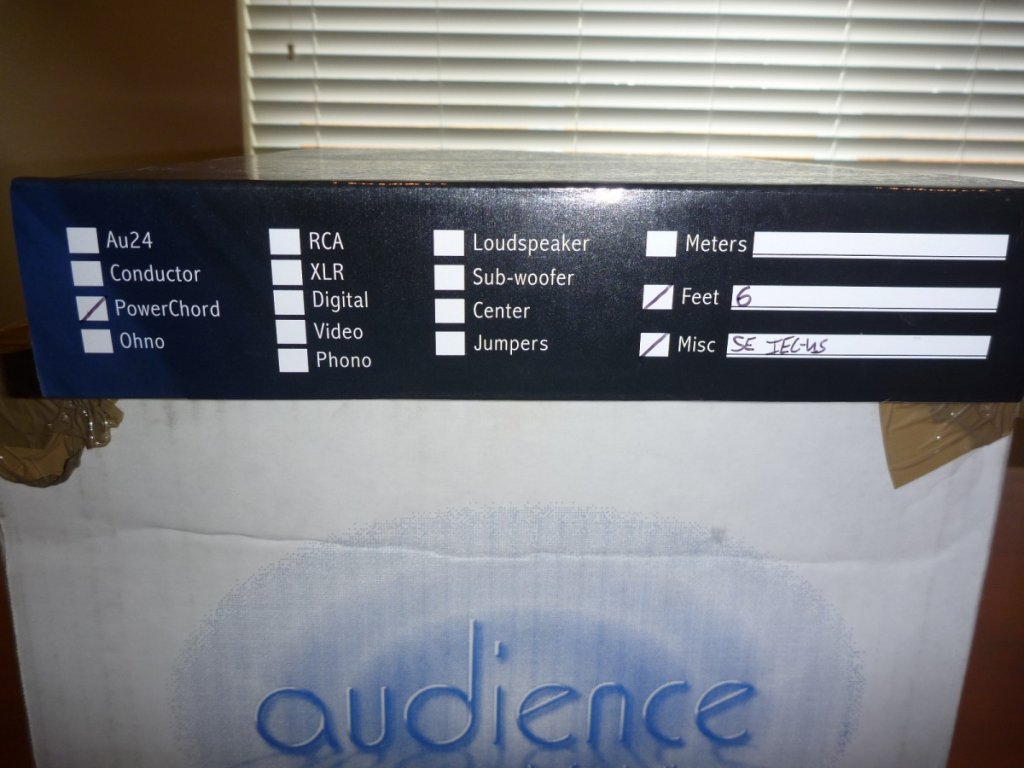 Au24
Conductor
PowerChord
Ohno
RCA
XLR
Digital
Video
Phono
Loudspeaker
Sub-woofer
Center
Jumpers
Meters
Feet 6
Misc SE IEC-US
audience